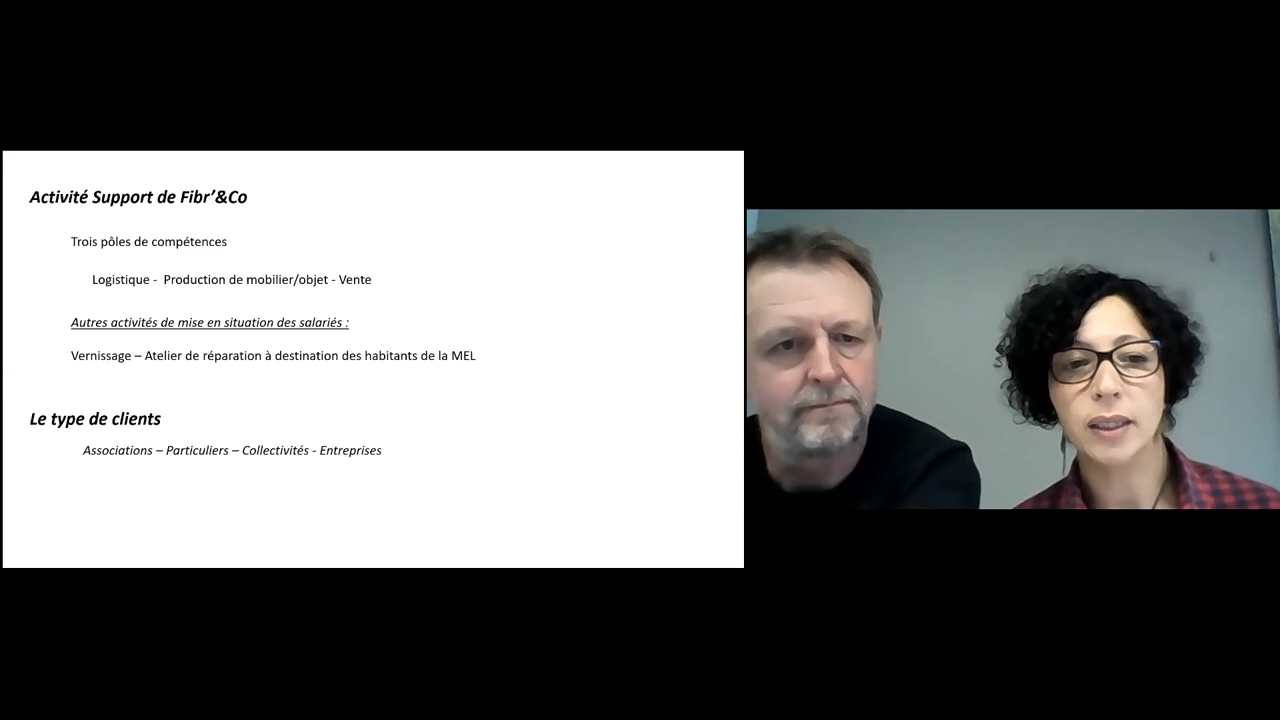 Activité Support de Fibr’&Co
Trois pôles de compétences
Logistique - Production de mobilier/objet - Vente
Autres activités de mise en situation des salariés :
Vernissage – Atelier de réparation à destination des habitants de la MEL
Le type de clients
Associations – Particuliers – Collectivités - Entreprises